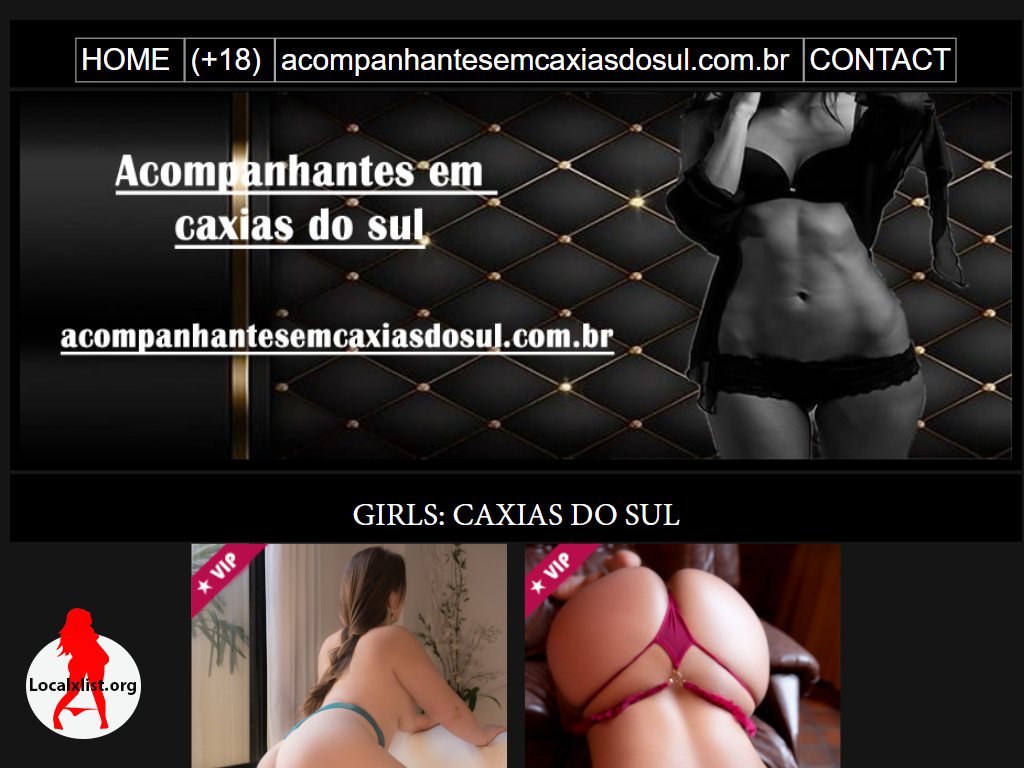 HOME (+18) acompanhantesemcaxiasdosul.com.br CONTACT
Acompanhantes em
caxias do sul
acompanhantesemcaxiasdosul.com.br
GIRLS: CAXIAS DO SUL
★ VIP
★ VIP
Localxlist.org